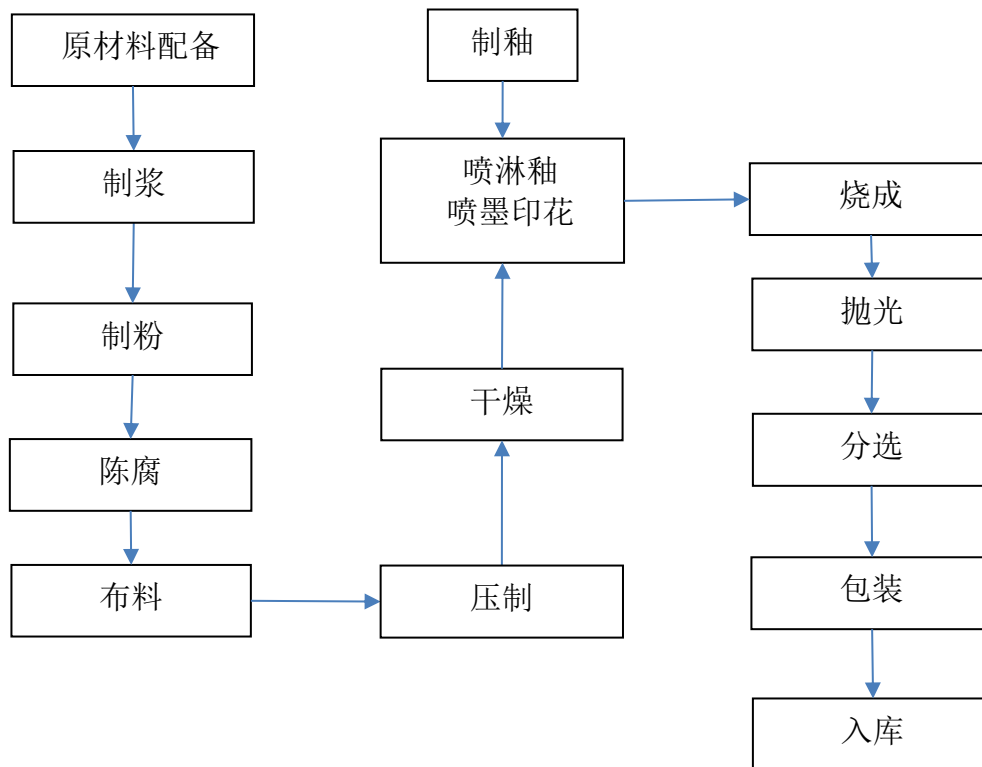 原材料配备
制浆
制粉
陈腐
布料
制釉
喷淋釉
喷墨印花
干燥
压制
烧成
抛光
分选
包装
入库